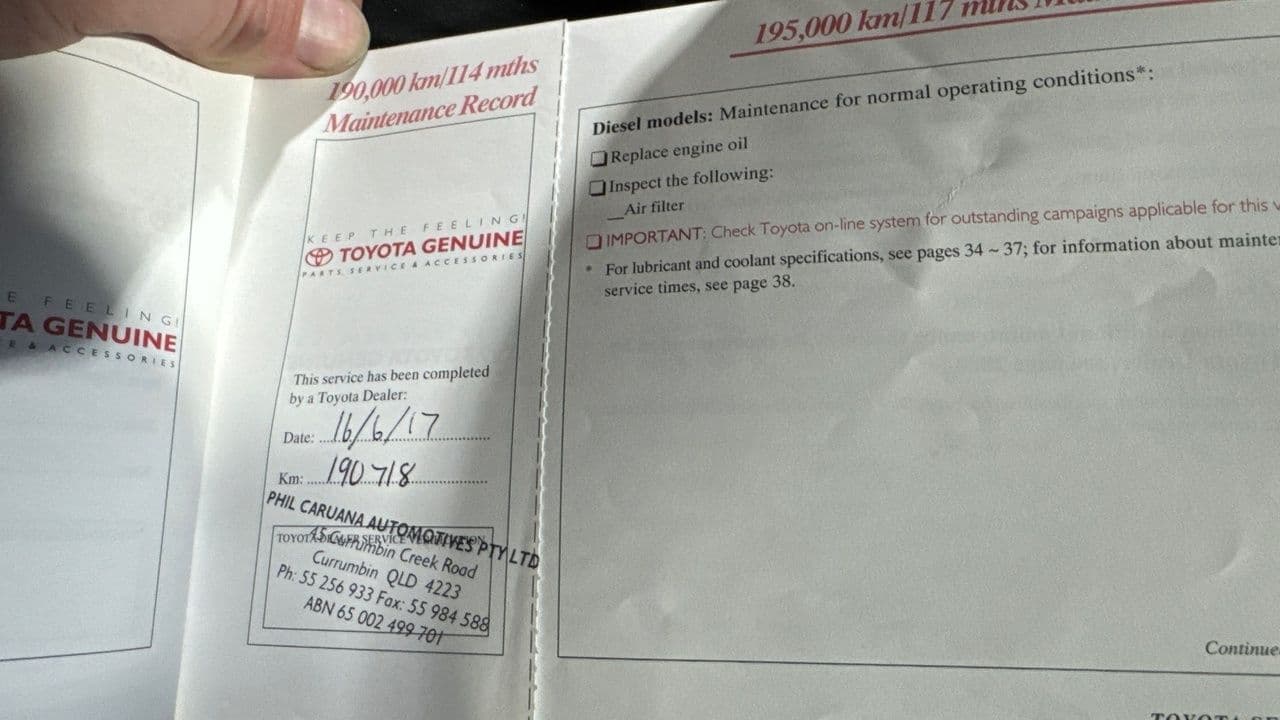 E FEELING!
TA GENUINE
E & ACCESSORIES
190,000 km/114 mths
Maintenance Record
KEEP THE FEELING!
TOYOTA GENUINE
PARTS, SERVICE & ACCESSORIES
This service has been completed
by a Toyota Dealer:
Date: 16/6/17
Km: 190 718
PHIL CARUANA AUTOMOTIVES PTY LTD
45 Currumbin Creek Road
Currumbin QLD 4223
Ph: 55 256 933 Fax: 55 984 588
ABN 65 002 499 701
195,000 km/117 mths
Diesel models: Maintenance for normal operating conditions*:
❏ Replace engine oil
❏ Inspect the following:
__Air filter
❏ IMPORTANT: Check Toyota on-line system for outstanding campaigns applicable for this
* For lubricant and coolant specifications, see pages 34 ~ 37; for information about mainte
service times, see page 38.
Continue